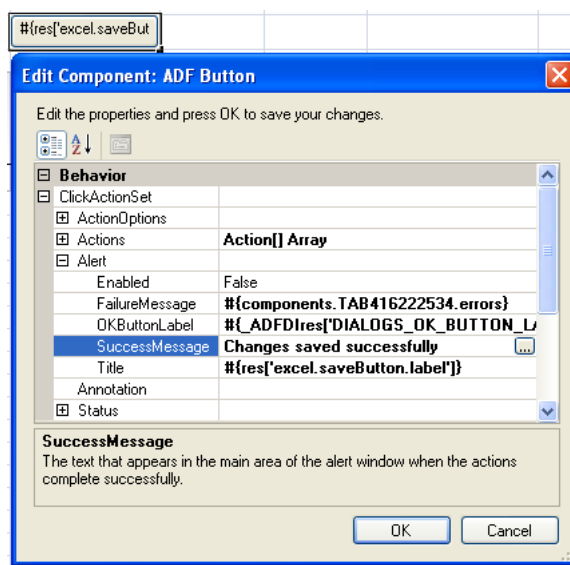 #{res['excel.saveBut
Edit Component: ADF Button
Edit the properties and press OK to save your changes.
Behavior
ClickActionSet
ActionOptions
Actions Action[] Array
Alert
Enabled False
FailureMessage #{components.TAB416222534.errors}
OKButtonLabel #{_ADFDIres['DIALOGS_OK_BUTTON_LA
SuccessMessage Changes saved successfully ...
Title #{res['excel.saveButton.label']}
Annotation
Status
SuccessMessage
The text that appears in the main area of the alert window when the actions
complete successfully.
OK Cancel